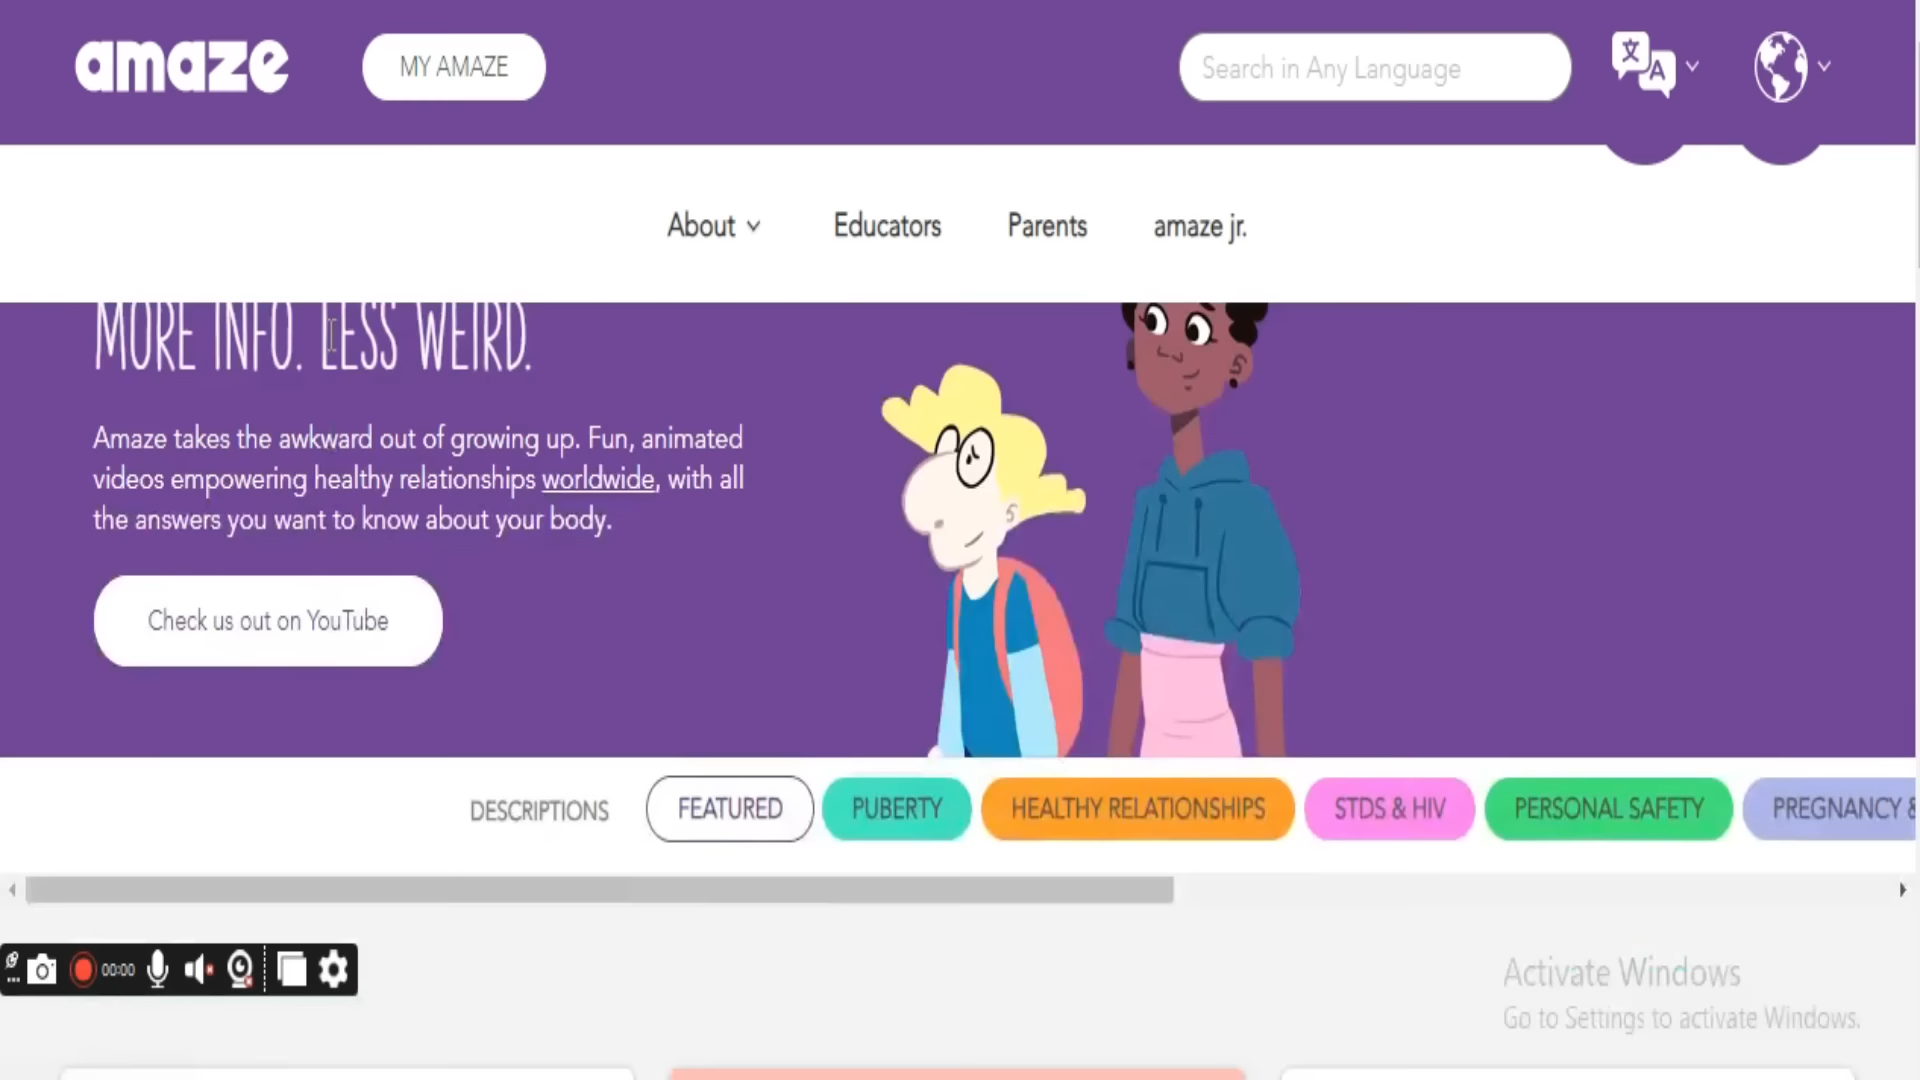 amaze
MY AMAZE
Search in Any Language
文
A
About
Educators
Parents
amaze jr.
MORE INFO. LESS WEIRD.
Amaze takes the awkward out of growing up. Fun, animated
videos empowering healthy relationships worldwide, with all
the answers you want to know about your body.
Check us out on YouTube
DESCRIPTIONS
FEATURED
PUBERTY
HEALTHY RELATIONSHIPS
STDS & HIV
PERSONAL SAFETY
PREGNANCY &
00:00
Activate Windows
Go to Settings to activate Windows.